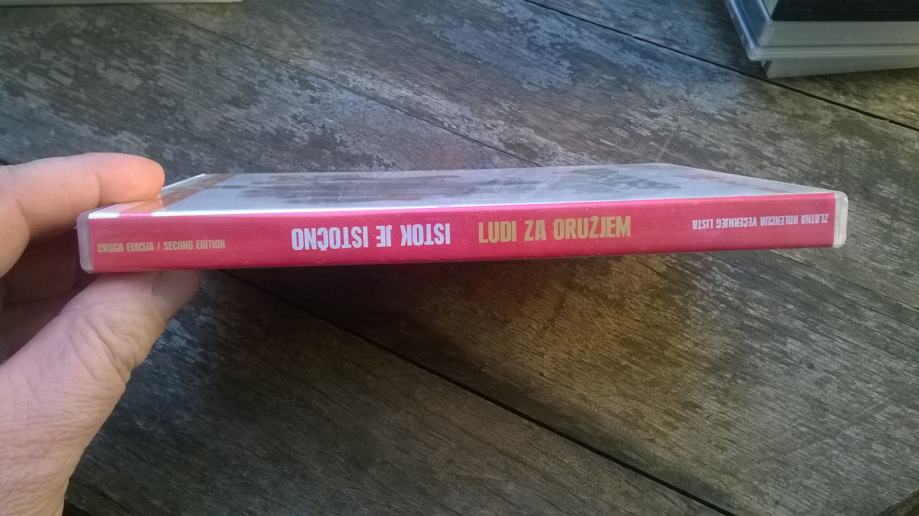 DRUGA EDICIJA / SECOND EDITION
ISTOK JE ISTOČNO
LUDI ZA ORUŽJEM
ZLATNA KOLEKCIJA VEČERNJEG LISTA